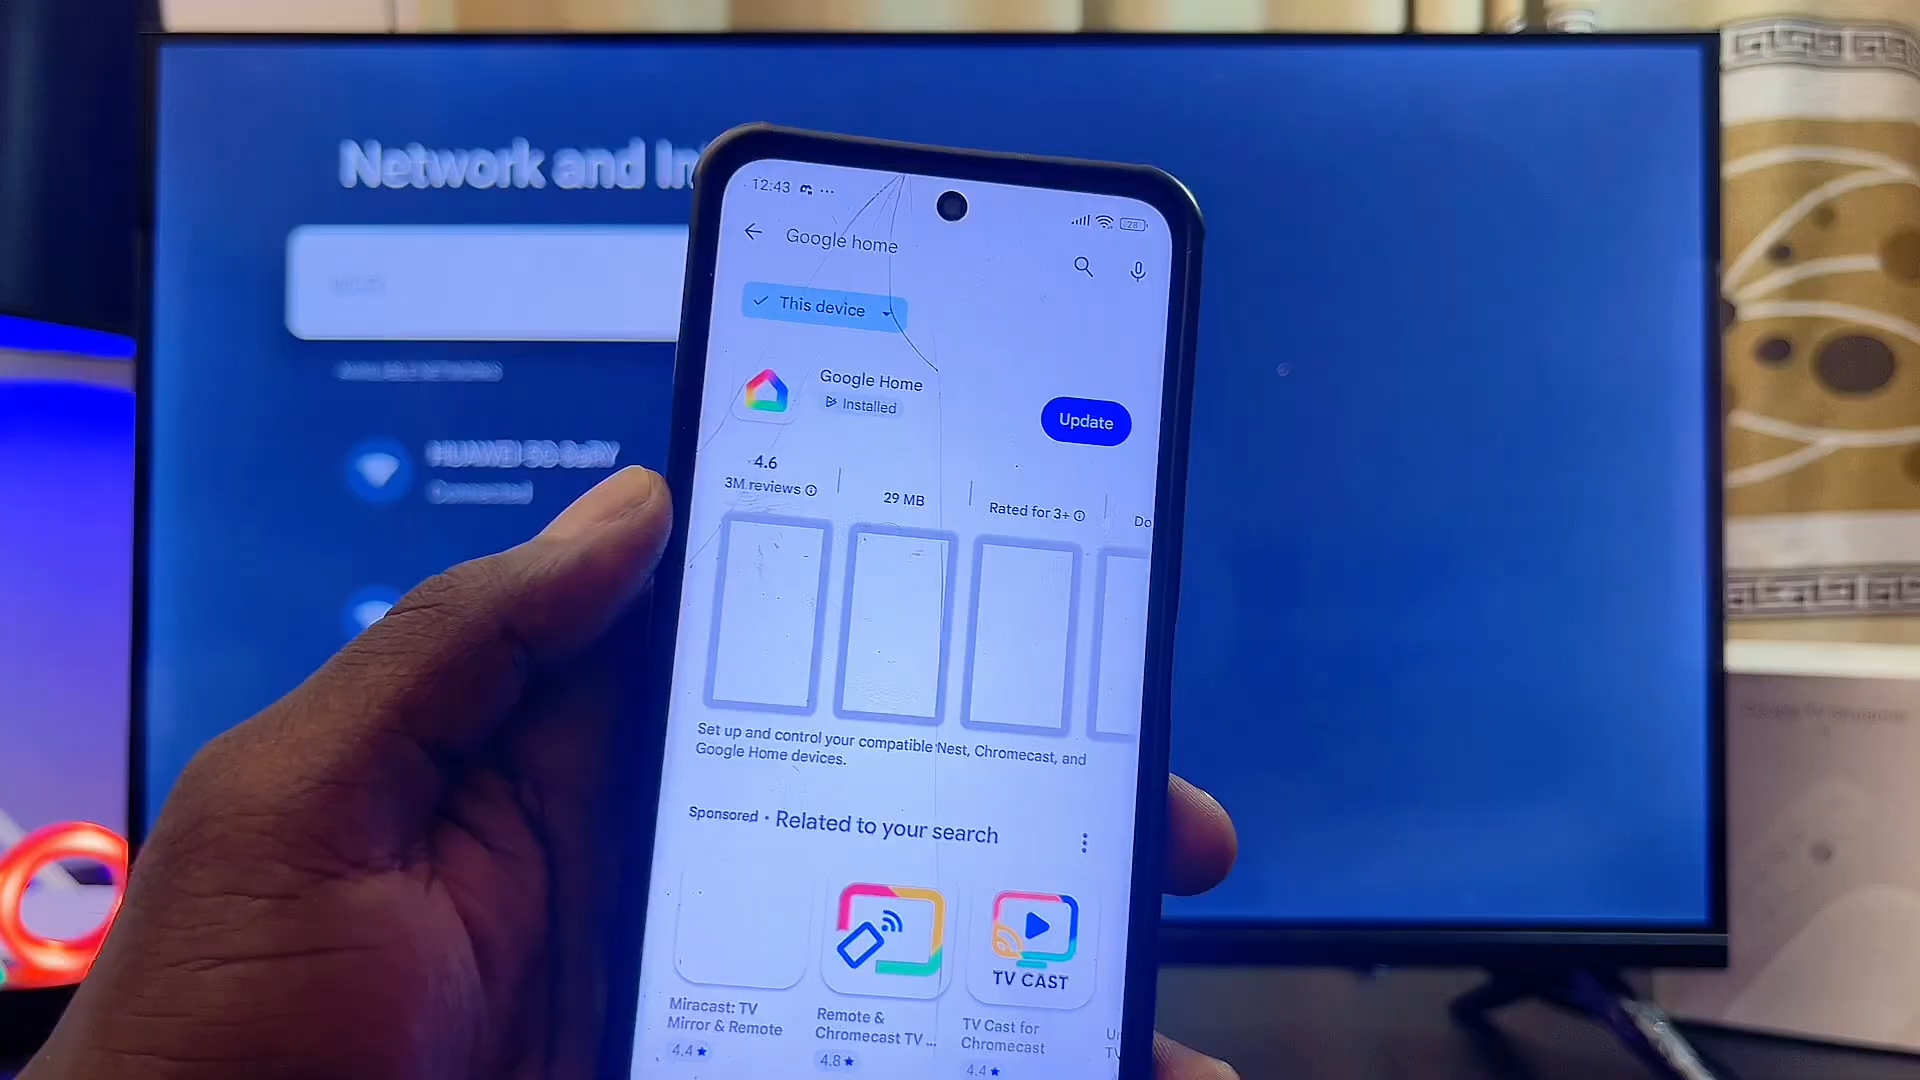 Network and In
AVAILABLE NETWORKS
Connected
12:43
28
Google home
This device
Google Home
Installed
Update
4.6
3M reviews
29 MB
Rated for 3+
Do
Set up and control your compatible Nest, Chromecast, and
Google Home devices.
Sponsored · Related to your search
TV CAST
Miracast: TV
Mirror & Remote
4.4★
Remote &
Chromecast TV ...
4.8★
TV Cast for
Chromecast
4.4★